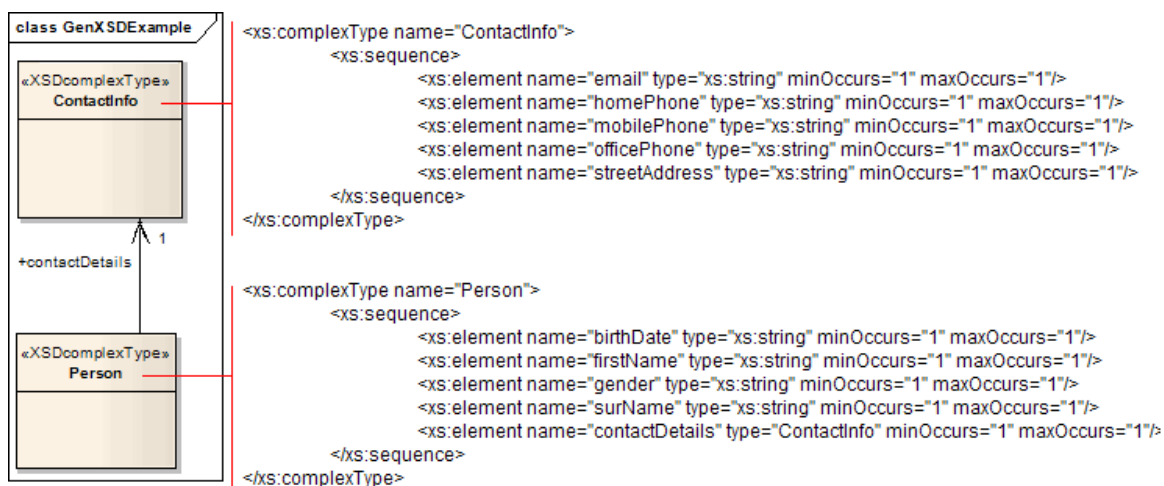 class GenXSDExample
«XSDcomplexType»
ContactInfo
1
+contactDetails
«XSDcomplexType»
Person
<xs:complexType name="ContactInfo">
<xs:sequence>
<xs:element name="email" type="xs:string" minOccurs="1" maxOccurs="1"/>
<xs:element name="homePhone" type="xs:string" minOccurs="1" maxOccurs="1"/>
<xs:element name="mobilePhone" type="xs:string" minOccurs="1" maxOccurs="1"/>
<xs:element name="officePhone" type="xs:string" minOccurs="1" maxOccurs="1"/>
<xs:element name="streetAddress" type="xs:string" minOccurs="1" maxOccurs="1"/>
</xs:sequence>
</xs:complexType>
<xs:complexType name="Person">
<xs:sequence>
<xs:element name="birthDate" type="xs:string" minOccurs="1" maxOccurs="1"/>
<xs:element name="firstName" type="xs:string" minOccurs="1" maxOccurs="1"/>
<xs:element name="gender" type="xs:string" minOccurs="1" maxOccurs="1"/>
<xs:element name="surName" type="xs:string" minOccurs="1" maxOccurs="1"/>
<xs:element name="contactDetails" type="ContactInfo" minOccurs="1" maxOccurs="1"/>
</xs:sequence>
</xs:complexType>